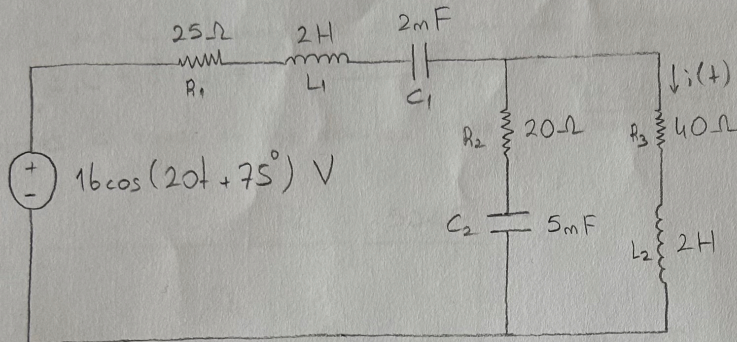 25Ω 2H 2mF
R₁ L₁ C₁
↓i(t)
R₂ 20Ω R₃ 40Ω
+
-
16cos(20t+75°) V
C₂ 5mF L₂ 2H